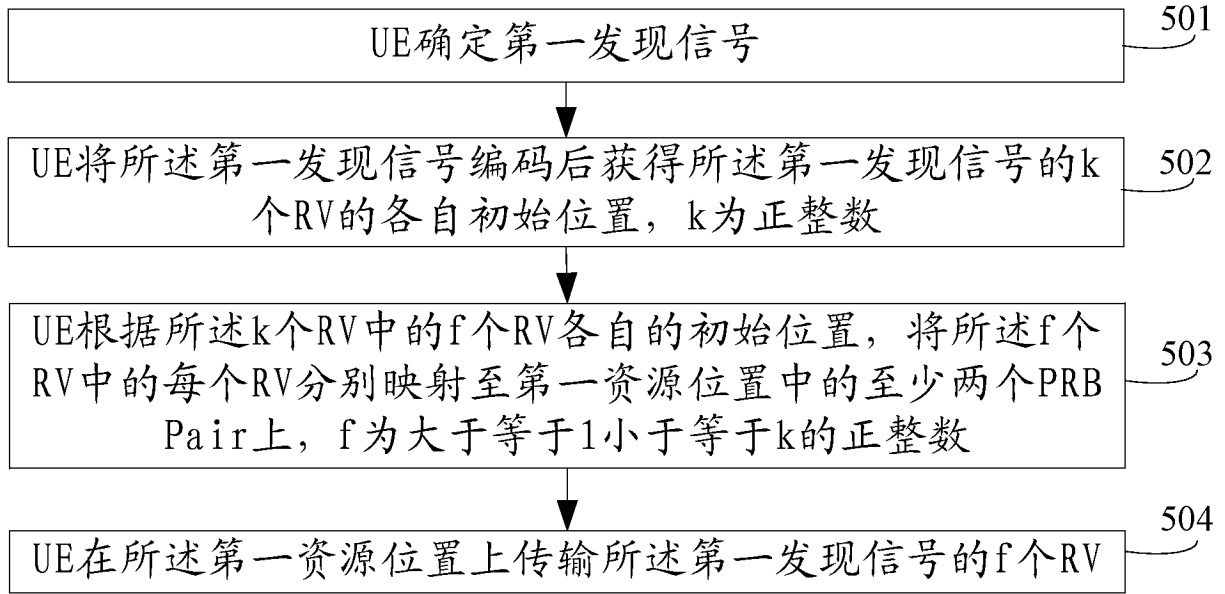 UE确定第一发现信号
501
UE将所述第一发现信号编码后获得所述第一发现信号的k
个RV的各自初始位置，k为正整数
502
UE根据所述k个RV中的f个RV各自的初始位置，将所述f个
RV中的每个RV分别映射至第一资源位置中的至少两个PRB
Pair上，f为大于等于1小于等于k的正整数
503
UE在所述第一资源位置上传输所述第一发现信号的f个RV
504